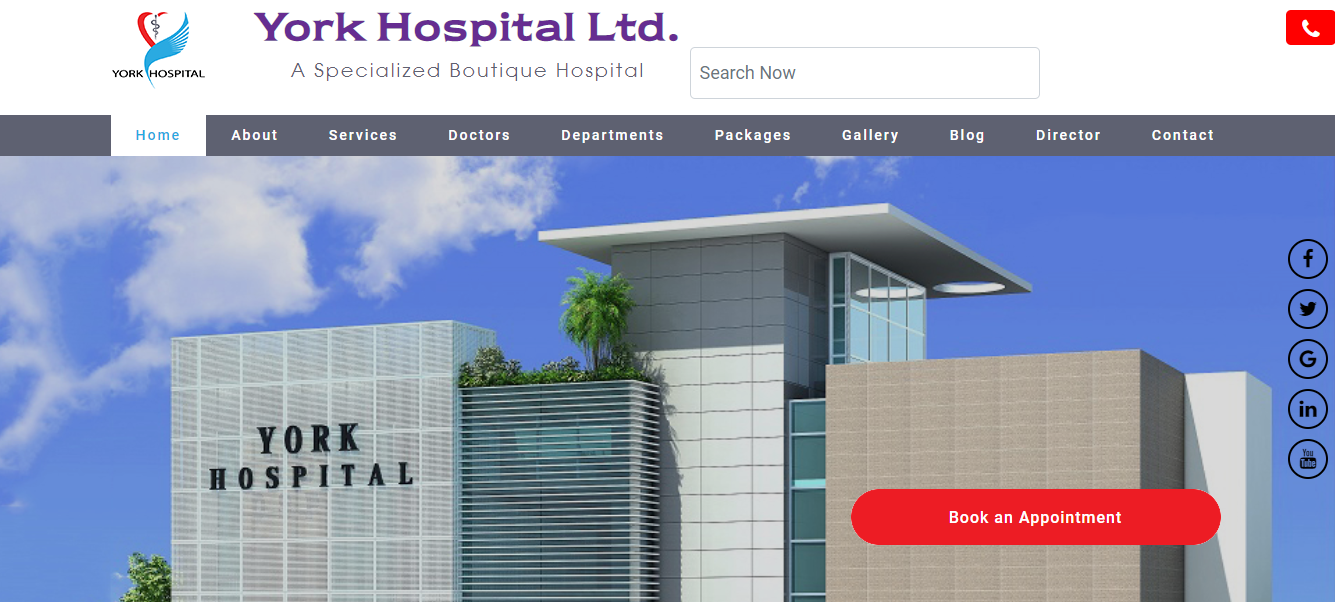 YORK HOSPITAL
York Hospital Ltd.
A Specialized Boutique Hospital
Search Now
Home About Services Doctors Departments Packages Gallery Blog Director Contact
YORK
HOSPITAL
Book an Appointment
You
Tube